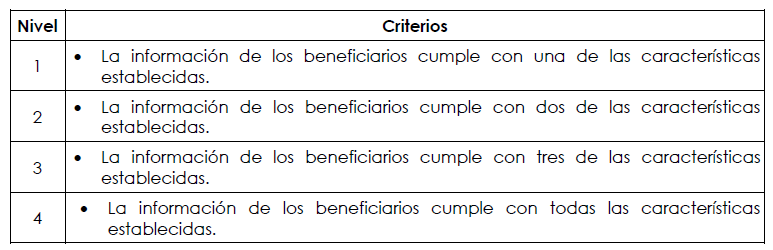 Nivel Criterios
1 • La información de los beneficiarios cumple con una de las características
establecidas.
2 • La información de los beneficiarios cumple con dos de las características
establecidas.
3 • La información de los beneficiarios cumple con tres de las características
establecidas.
4 • La información de los beneficiarios cumple con todas las características
establecidas.